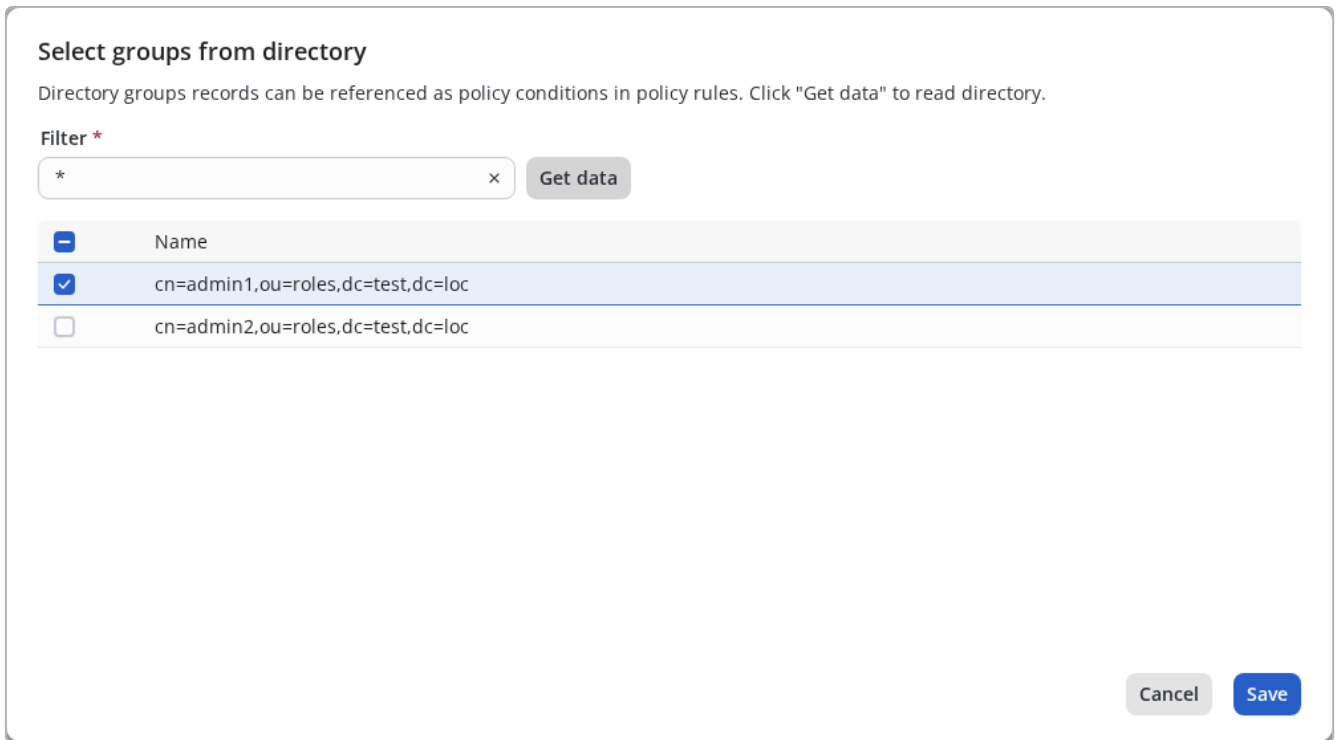 Select groups from directory
Directory groups records can be referenced as policy conditions in policy rules. Click "Get data" to read directory.
Filter *
* × Get data
Name
cn=admin1,ou=roles,dc=test,dc=loc
cn=admin2,ou=roles,dc=test,dc=loc
Cancel Save